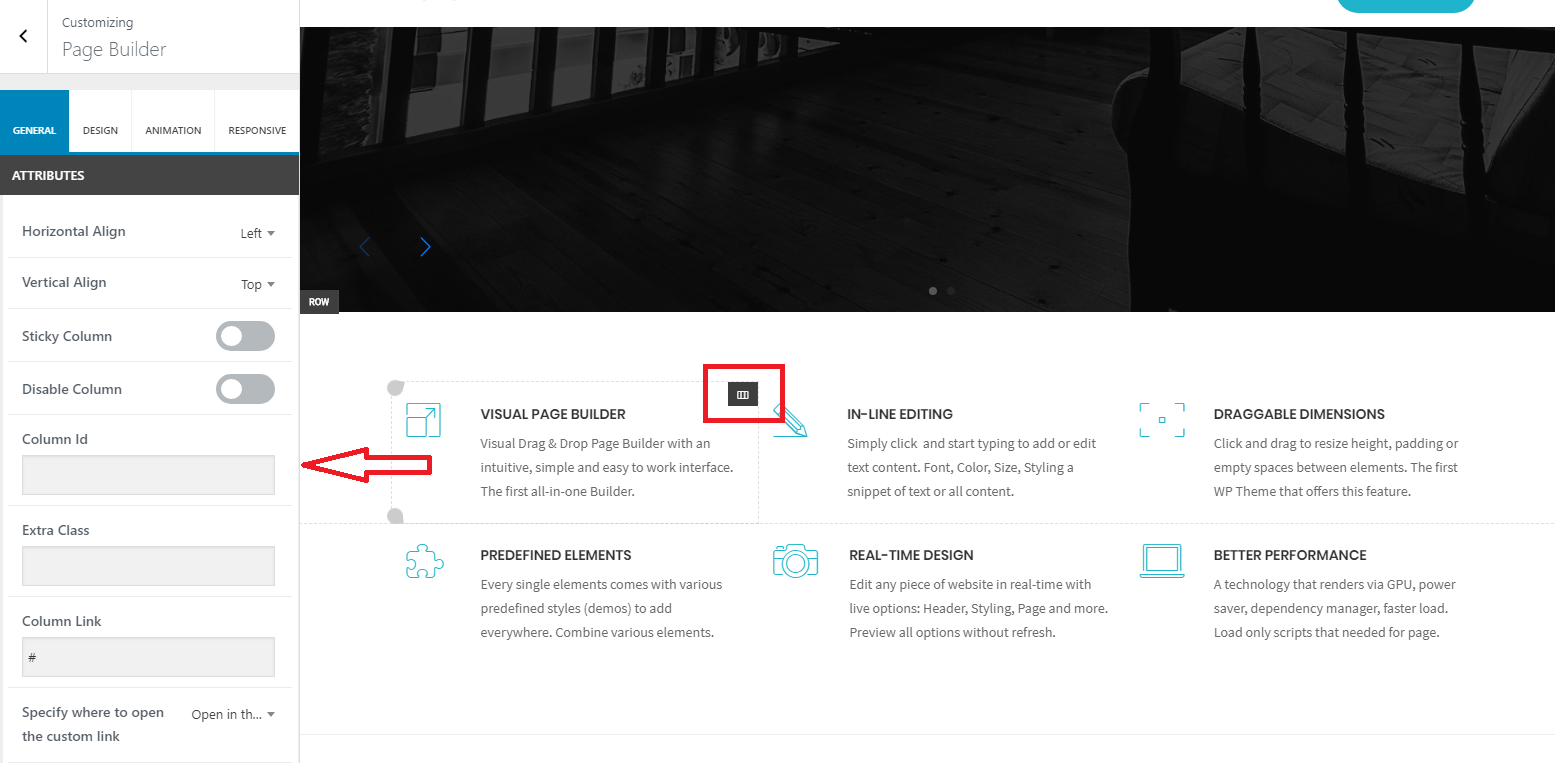 Customizing
Page Builder
GENERAL
DESIGN
ANIMATION
RESPONSIVE
ATTRIBUTES
Horizontal Align
Left
Vertical Align
Top
Sticky Column
Disable Column
Column Id
Extra Class
Column Link
#
Specify where to open
the custom link
Open in th...
ROW
VISUAL PAGE BUILDER
Visual Drag & Drop Page Builder with an
intuitive, simple and easy to work interface.
The first all-in-one Builder.
IN-LINE EDITING
Simply click and start typing to add or edit
text content. Font, Color, Size, Styling a
snippet of text or all content.
DRAGGABLE DIMENSIONS
Click and drag to resize height, padding or
empty spaces between elements. The first
WP Theme that offers this feature.
PREDEFINED ELEMENTS
Every single elements comes with various
predefined styles (demos) to add
everywhere. Combine various elements.
REAL-TIME DESIGN
Edit any piece of website in real-time with
live options: Header, Styling, Page and more.
Preview all options without refresh.
BETTER PERFORMANCE
A technology that renders via GPU, power
saver, dependency manager, faster load.
Load only scripts that needed for page.